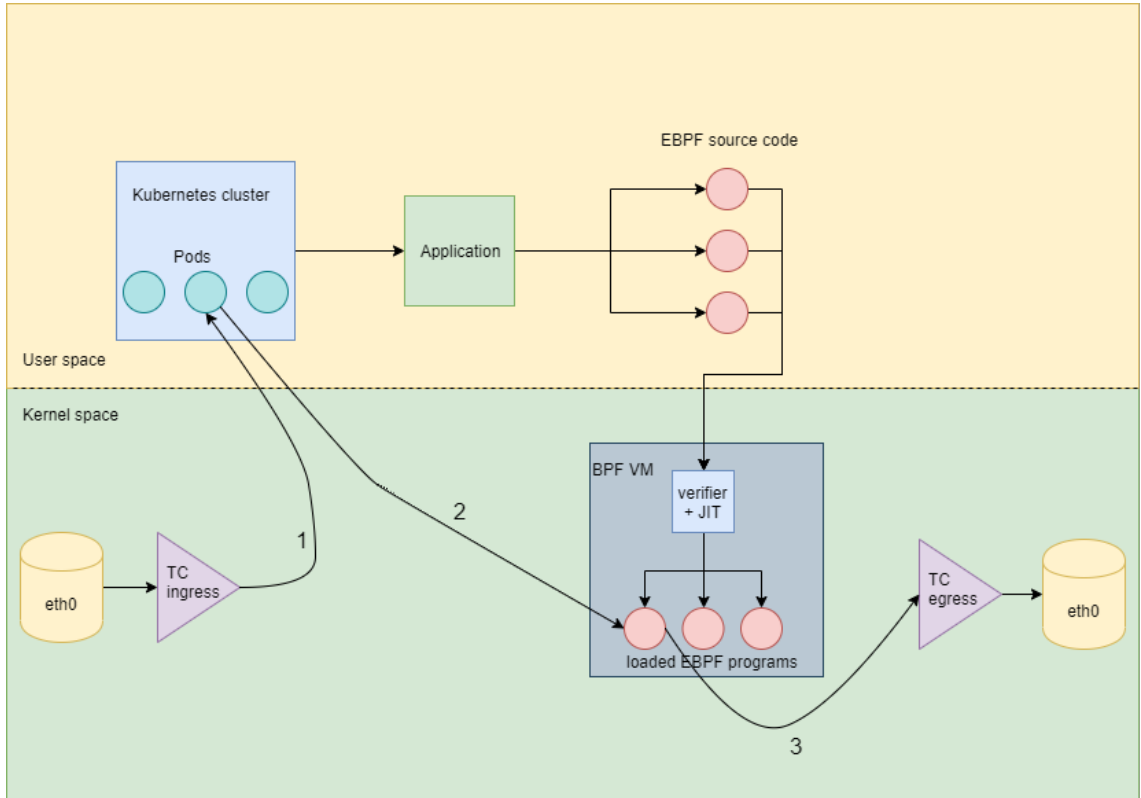 EBPF source code
Kubernetes cluster
Application
Pods
User space
Kernel space
BPF VM
verifier
+ JIT
2
1
TC
ingress
eth0
TC
egress
eth0
loaded EBPF programs
3